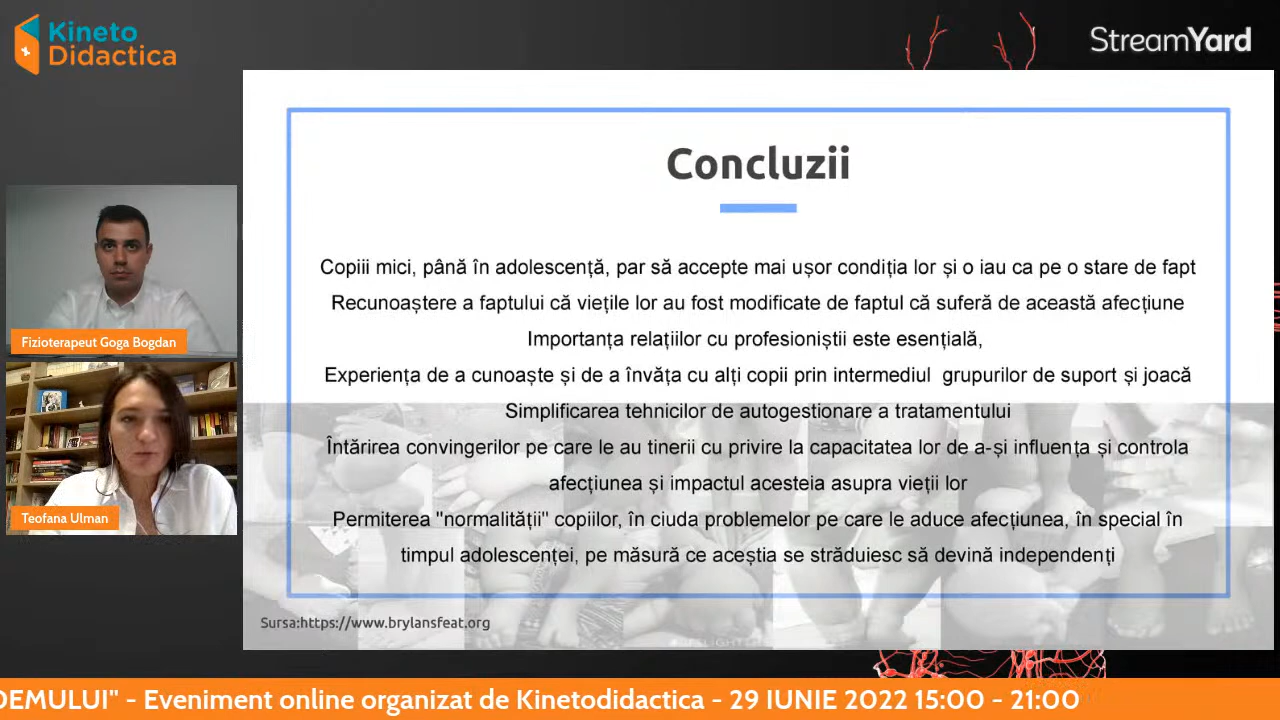 Kineto
Didactica
StreamYard
Concluzii
Copiii mici, până în adolescență, par să accepte mai ușor condiția lor și o iau ca pe o stare de fapt
Recunoaștere a faptului că viețile lor au fost modificate de faptul că suferă de această afecțiune
Importanța relațiilor cu profesioniștii este esențială,
Experiența de a cunoaște și de a învăța cu alți copii prin intermediul grupurilor de suport și joacă
Simplificarea tehnicilor de autogestionare a tratamentului
Întărirea convingerilor pe care le au tinerii cu privire la capacitatea lor de a-și influența și controla
afecțiunea și impactul acesteia asupra vieții lor
Permiterea "normalității" copiilor, în ciuda problemelor pe care le aduce afecțiunea, în special în
timpul adolescenței, pe măsură ce aceștia se străduiesc să devină independenți
Sursa:https://www.brylansfeat.org
Fizioterapeut Goga Bogdan
Teofana Ulman
DEMULUI" - Eveniment online organizat de Kinetodidactica - 29 IUNIE 2022 15:00 - 21:00